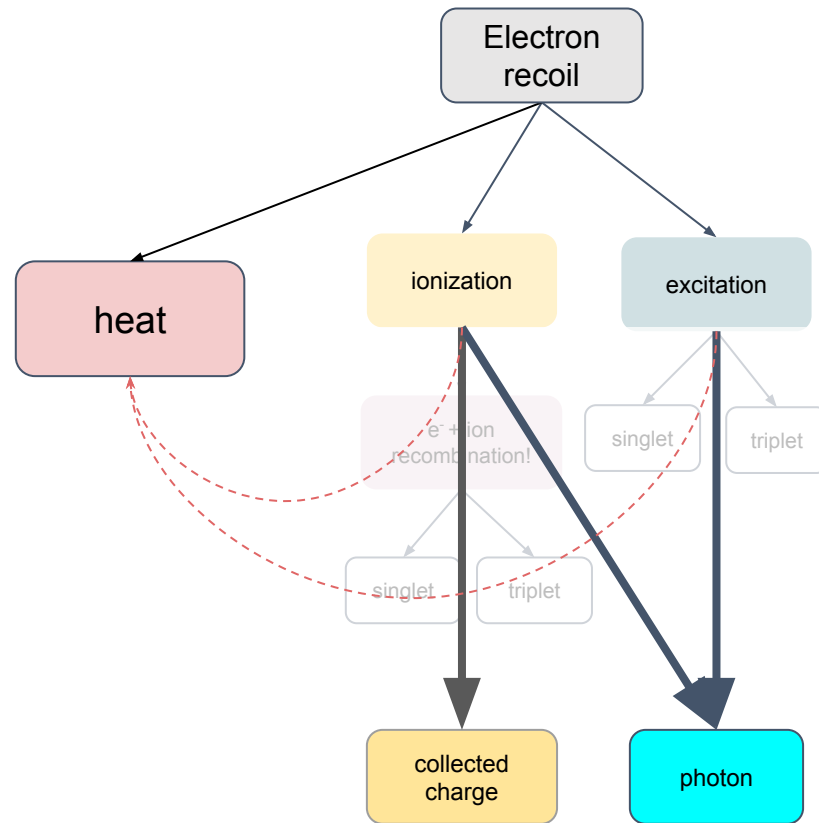 Electron
recoil
heat
ionization
excitation
e- + ion
recombination!
singlet
triplet
singlet
triplet
collected
charge
photon